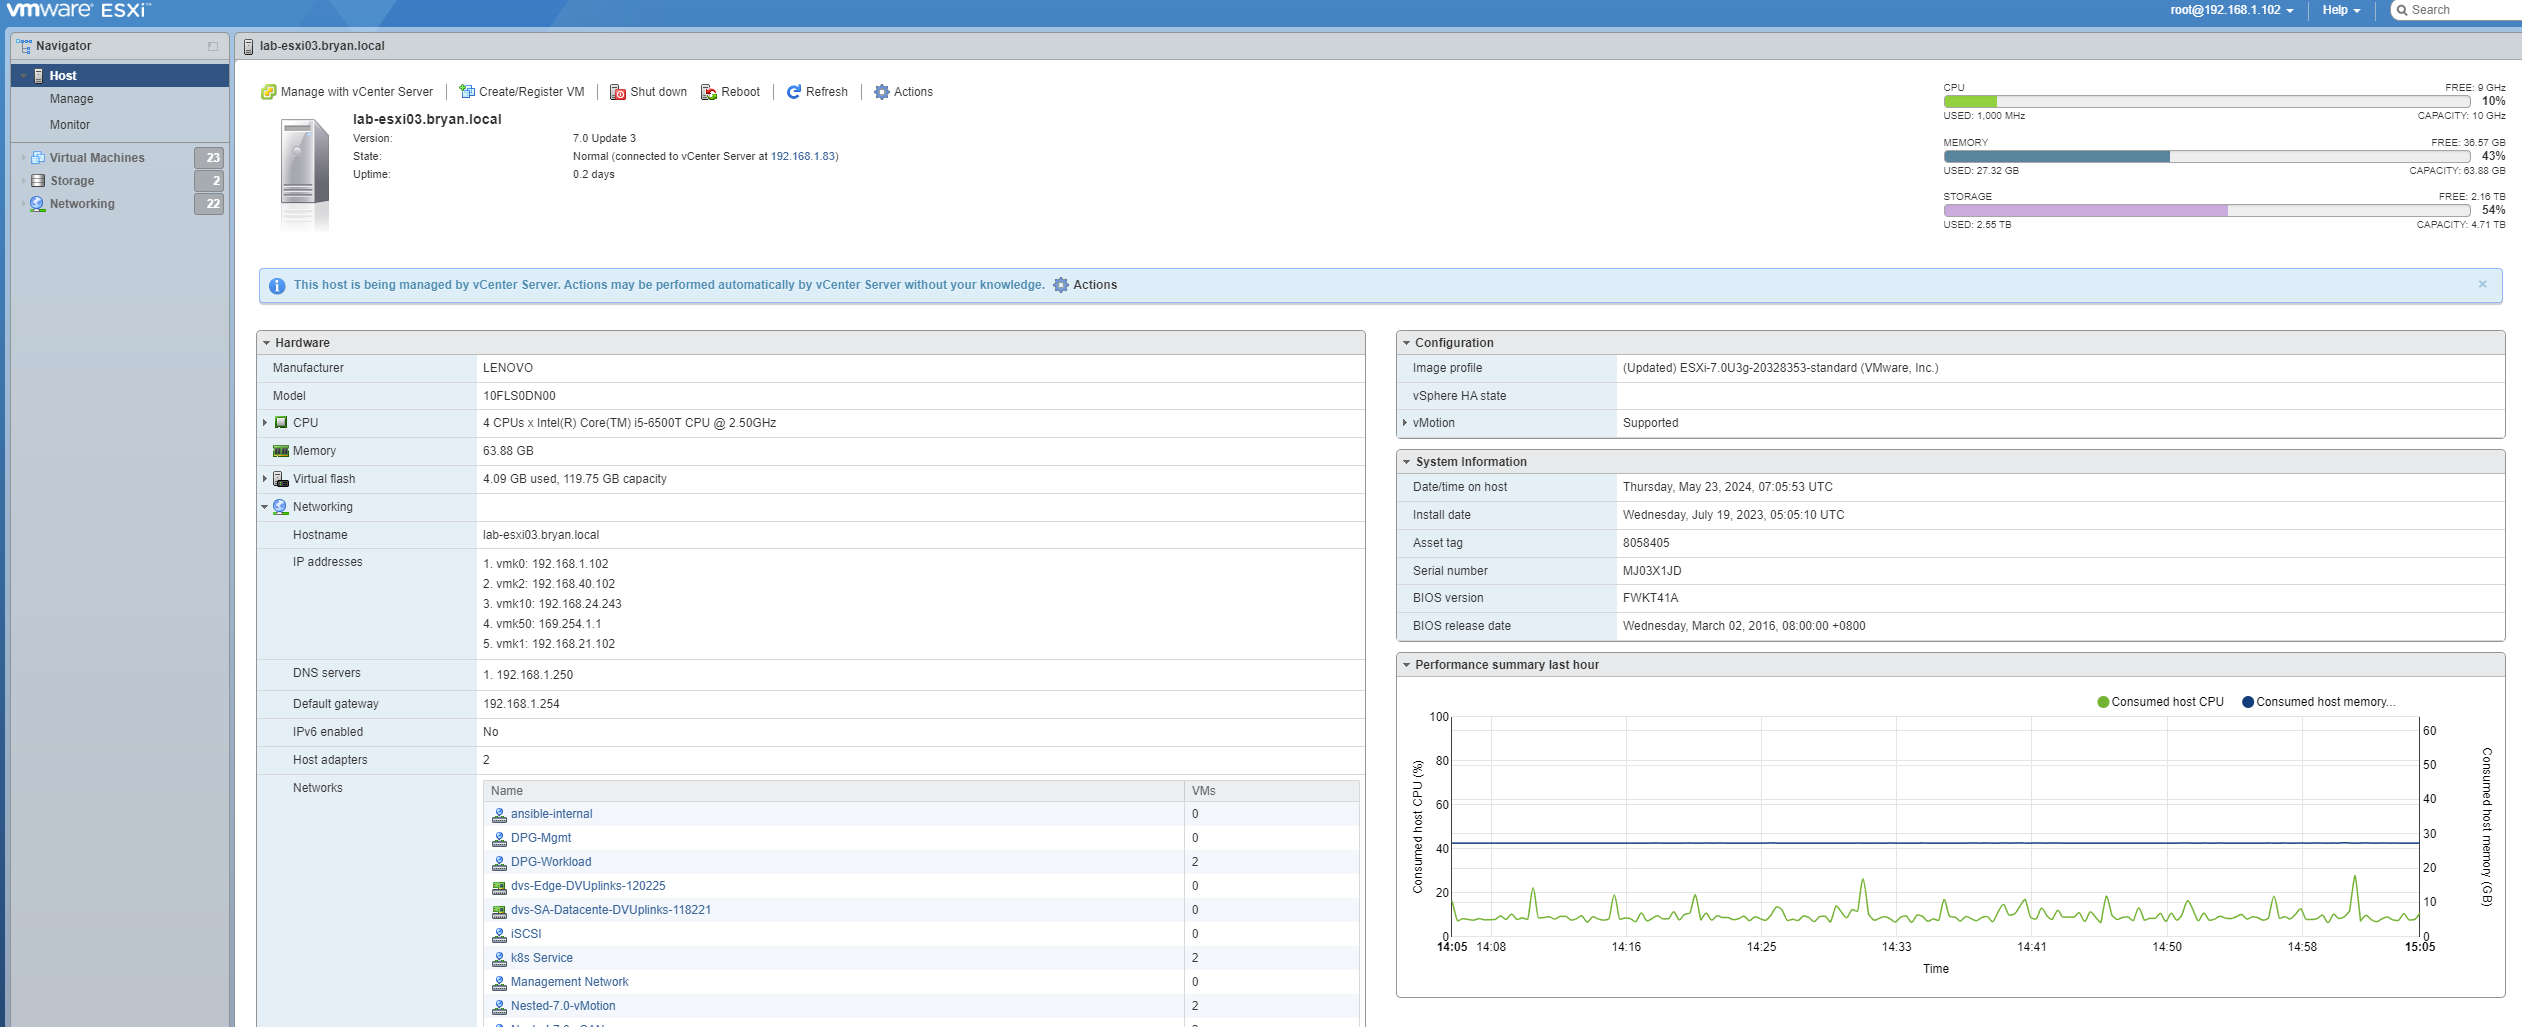 vmware ESXi™
root@192.168.1.102
Help
Search
Navigator
Host
Manage
Monitor
Virtual Machines 23
Storage 2
Networking 22
lab-esxi03.bryan.local
Manage with vCenter Server
Create/Register VM
Shut down
Reboot
Refresh
Actions
lab-esxi03.bryan.local
Version: 7.0 Update 3
State: Normal (connected to vCenter Server at 192.168.1.83)
Uptime: 0.2 days
CPU FREE: 9 GHz
10%
USED: 1,000 MHz CAPACITY: 10 GHz
MEMORY FREE: 36.57 GB
43%
USED: 27.32 GB CAPACITY: 63.88 GB
STORAGE FREE: 2.16 TB
54%
USED: 2.55 TB CAPACITY: 4.71 TB
This host is being managed by vCenter Server. Actions may be performed automatically by vCenter Server without your knowledge. Actions
Hardware
Manufacturer LENOVO
Model 10FLS0DN00
CPU 4 CPUs x Intel(R) Core(TM) i5-6500T CPU @ 2.50GHz
Memory 63.88 GB
Virtual flash 4.09 GB used, 119.75 GB capacity
Networking
Hostname lab-esxi03.bryan.local
IP addresses 1. vmk0: 192.168.1.102
2. vmk2: 192.168.40.102
3. vmk10: 192.168.24.243
4. vmk50: 169.254.1.1
5. vmk1: 192.168.21.102
DNS servers 1. 192.168.1.250
Default gateway 192.168.1.254
IPv6 enabled No
Host adapters 2
Networks
Name VMs
ansible-internal 0
DPG-Mgmt 0
DPG-Workload 2
dvs-Edge-DVUplinks-120225 0
dvs-SA-Datacente-DVUplinks-118221 0
iSCSI 0
k8s Service 2
Management Network 0
Nested-7.0-vMotion 2
Configuration
Image profile (Updated) ESXi-7.0U3g-20328353-standard (VMware, Inc.)
vSphere HA state
vMotion Supported
System Information
Date/time on host Thursday, May 23, 2024, 07:05:53 UTC
Install date Wednesday, July 19, 2023, 05:05:10 UTC
Asset tag 8058405
Serial number MJ03X1JD
BIOS version FWKT41A
BIOS release date Wednesday, March 02, 2016, 08:00:00 +0800
Performance summary last hour
Consumed host CPU Consumed host memory...
Consumed host CPU (%)
100
80
60
40
20
0
60
50
40
30
20
10
0
Consumed host memory (GB)
14:05 14:08 14:16 14:25 14:33 14:41 14:50 14:58 15:05
Time